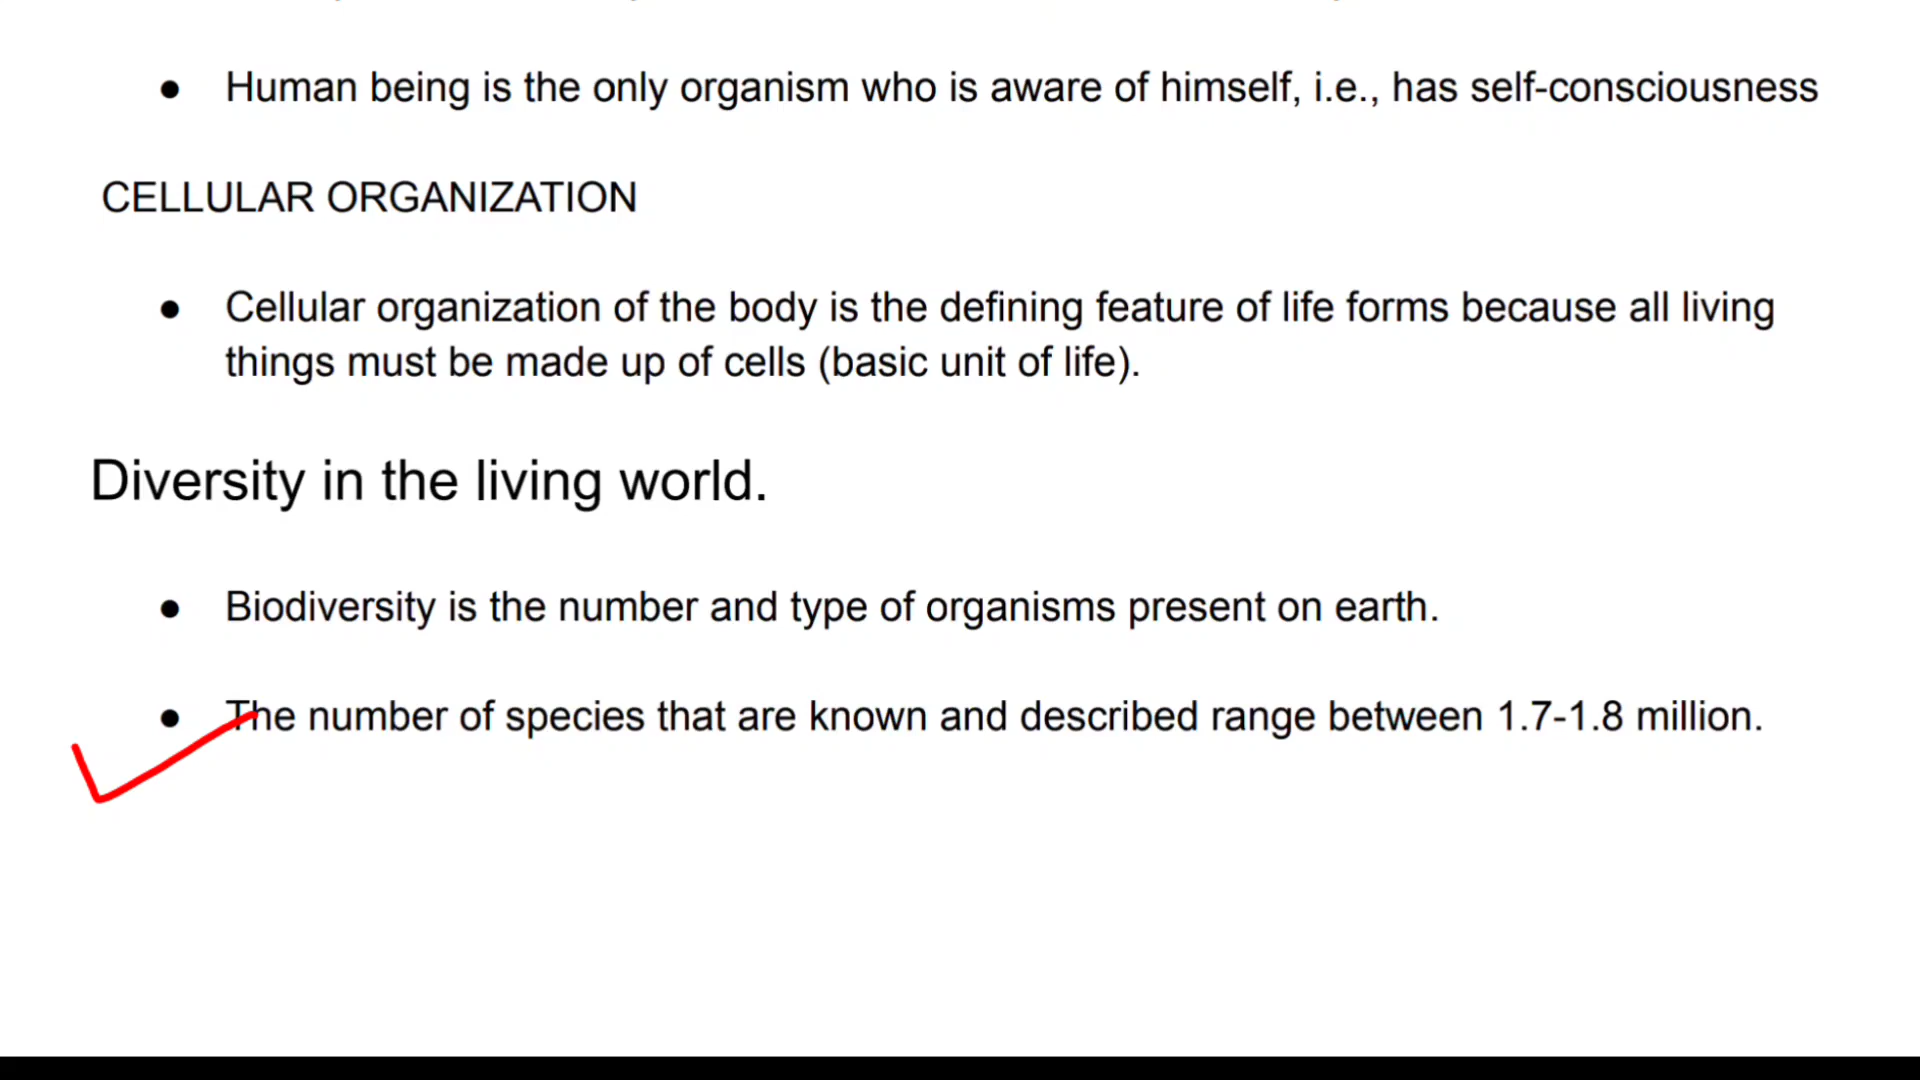 ● Human being is the only organism who is aware of himself, i.e., has self-consciousness
CELLULAR ORGANIZATION
● Cellular organization of the body is the defining feature of life forms because all living
things must be made up of cells (basic unit of life).
Diversity in the living world.
● Biodiversity is the number and type of organisms present on earth.
● The number of species that are known and described range between 1.7-1.8 million.